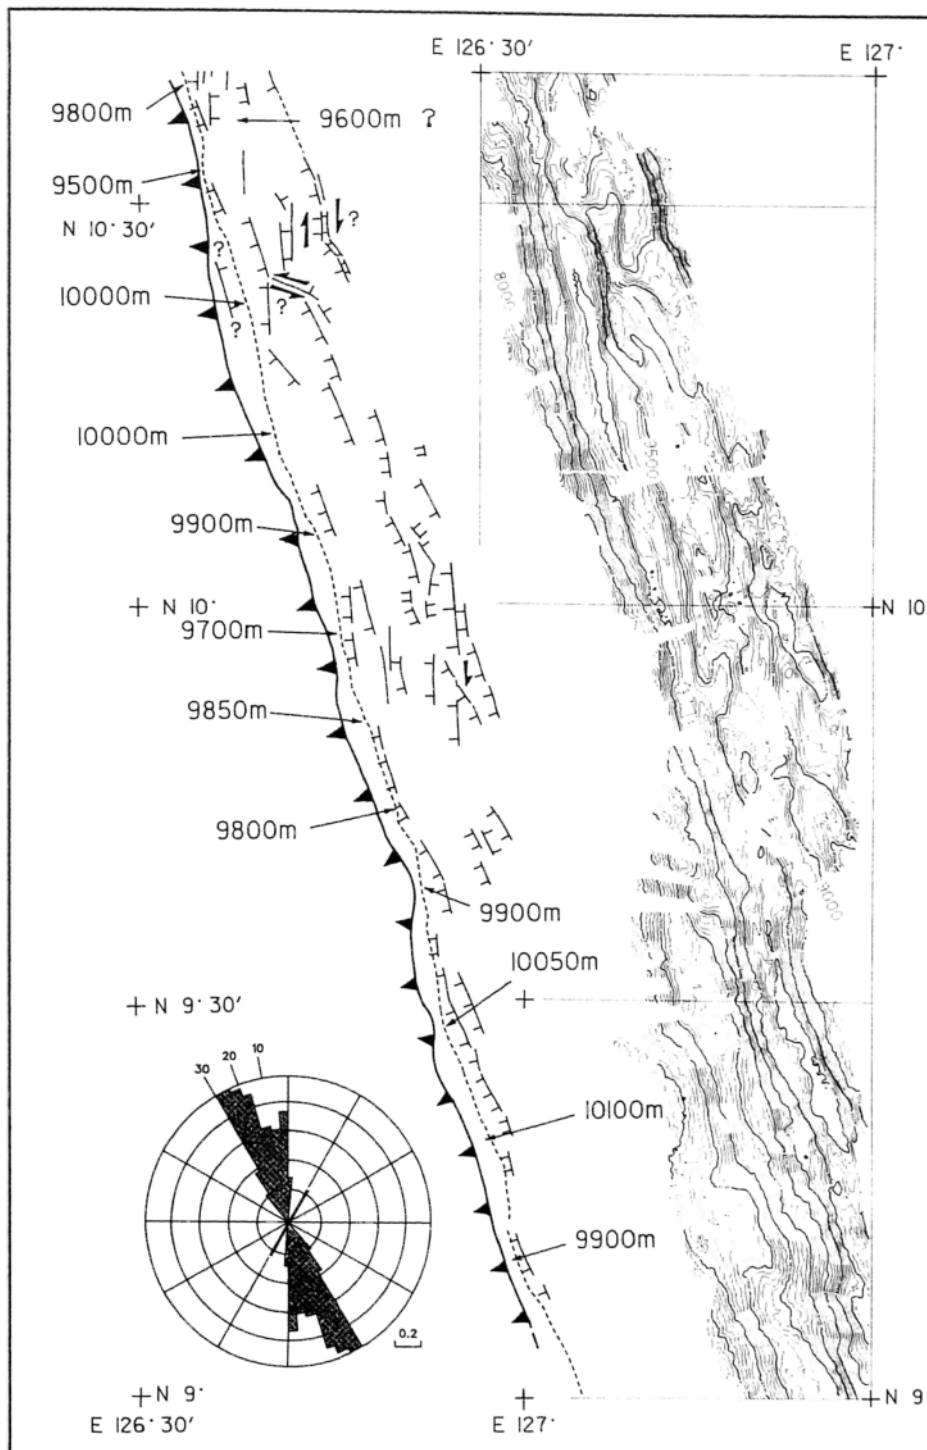 E 126˙ 30′
E 127˙
9800m
9600m ?
9500m
N 10˙ 30′
?
?
8000
10000m
?
?
10000m
9500
9900m
N 10˙
N 10
9700m
9850m
9800m
9000
9900m
10050m
N 9˙ 30′
10
20
30
10100m
9900m
0.2
N 9˙
N 9
E 126˙ 30′
E 127˙